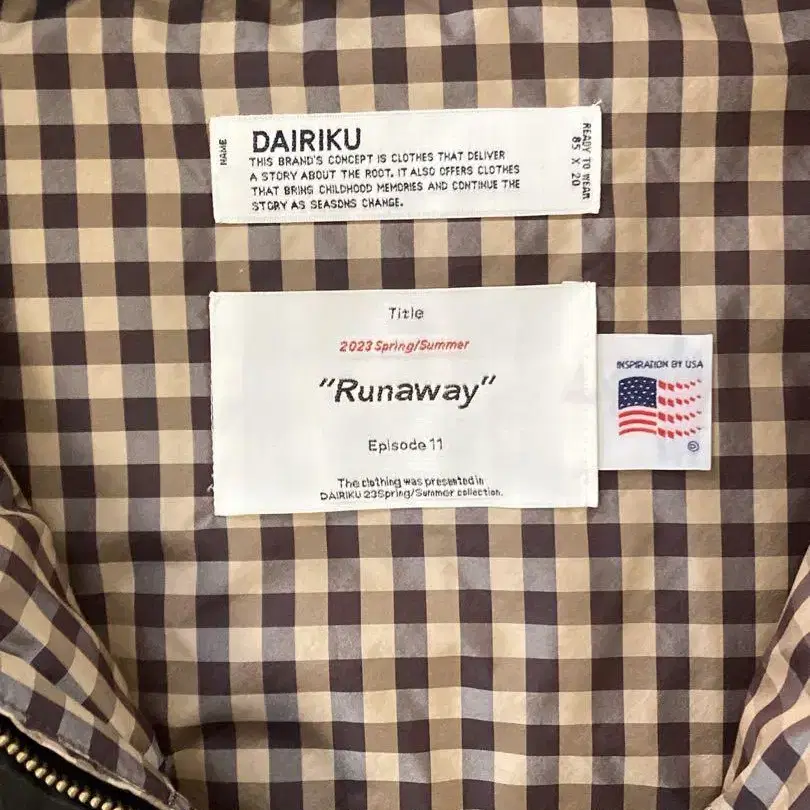 NAME
DAIRIKU
THIS BRAND'S CONCEPT IS CLOTHES THAT DELIVER
A STORY ABOUT THE ROOT. IT ALSO OFFERS CLOTHES
THAT BRING CHILDHOOD MEMORIES AND CONTINUE THE
STORY AS SEASONS CHANGE.
READY TO WEAR
85 X 20
Title
2023 Spring/Summer
"Runaway"
Episode 11
The clothing was presented in
DAIRIKU 23Spring/Summer collection.
INSPIRATION BY USA